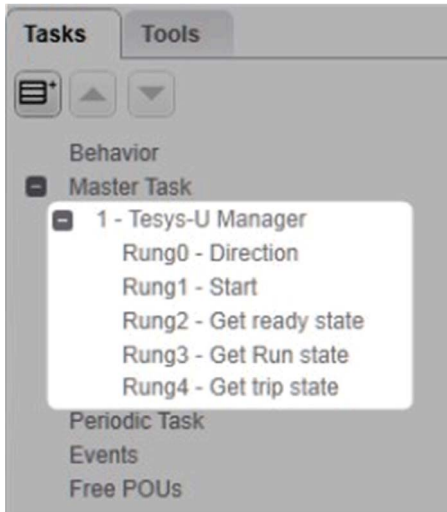 Tasks Tools
Behavior
Master Task
1 - Tesys-U Manager
Rung0 - Direction
Rung1 - Start
Rung2 - Get ready state
Rung3 - Get Run state
Rung4 - Get trip state
Periodic Task
Events
Free POUs